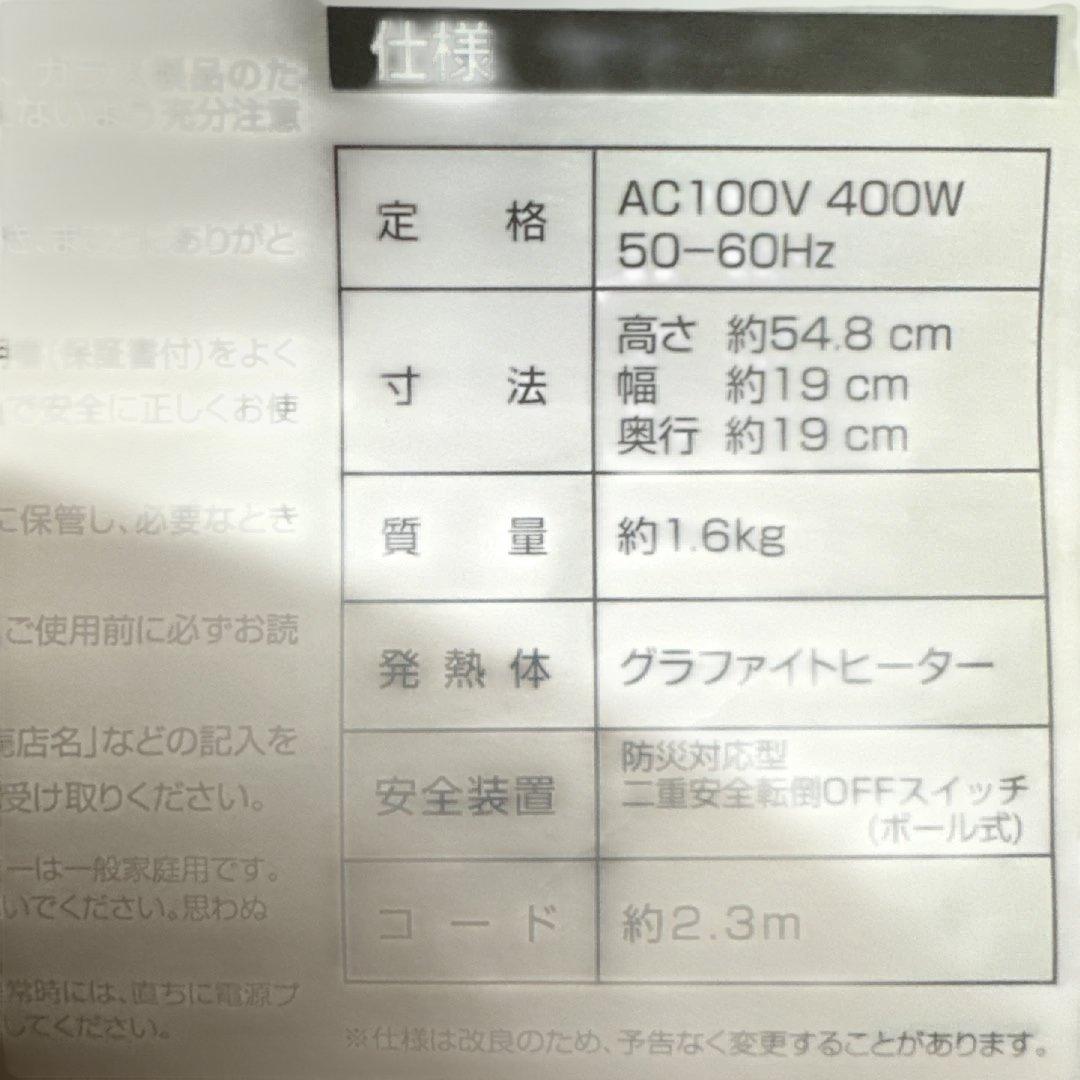 製品のた
ないよう充分注意
ありがと
(保証書付)をよく
で安全に正しくお使
に保管し、必要なとき
ご使用前に必ずお読
売店名」などの記入を
受け取りください。
ーは一般家庭用です。
いでください。思わぬ
常時には、直ちに電源プ
してください。
仕様
定格 AC100V 400W
50−60Hz
寸法 高さ 約54.8 cm
幅 約19 cm
奥行 約19 cm
質量 約1.6kg
発熱体 グラファイトヒーター
安全装置 防災対応型
二重安全転倒OFFスイッチ
(ボール式)
コード 約2.3m
※仕様は改良のため、予告なく変更することがあります。